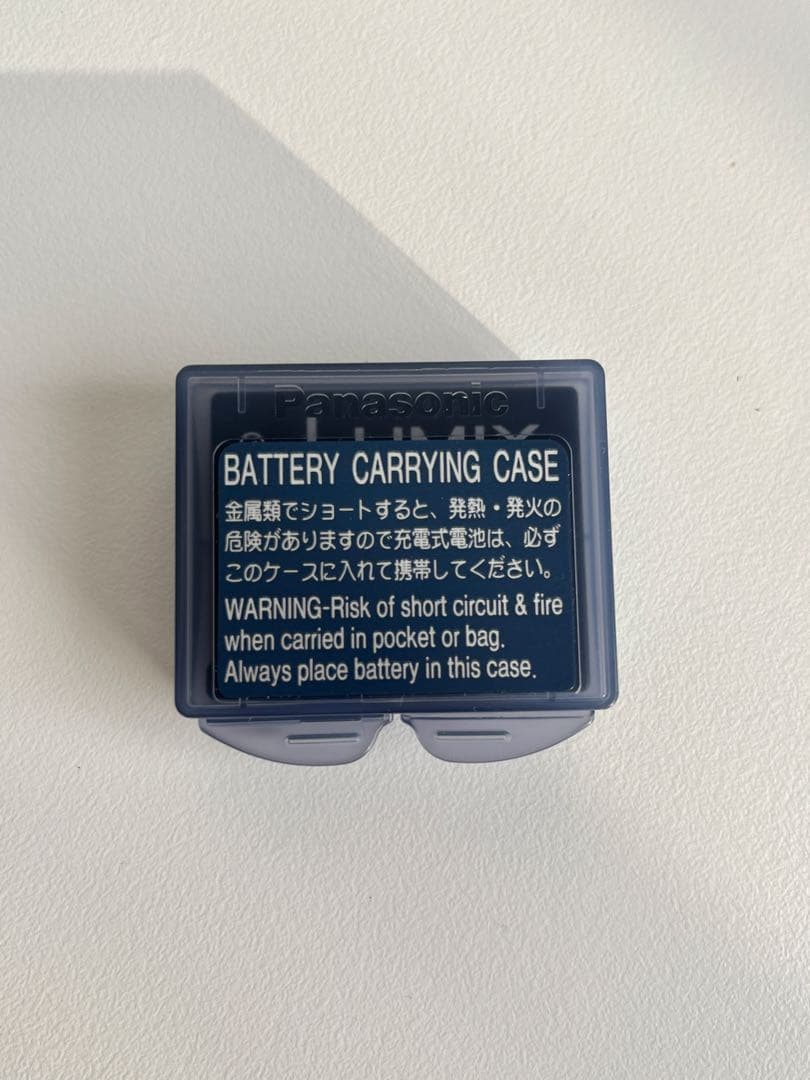 Panasonic
LUMIX
BATTERY CARRYING CASE
金属類でショートすると、発熱・発火の
危険がありますので充電式電池は、必ず
このケースに入れて携帯してください。
WARNING-Risk of short circuit & fire
when carried in pocket or bag.
Always place battery in this case.